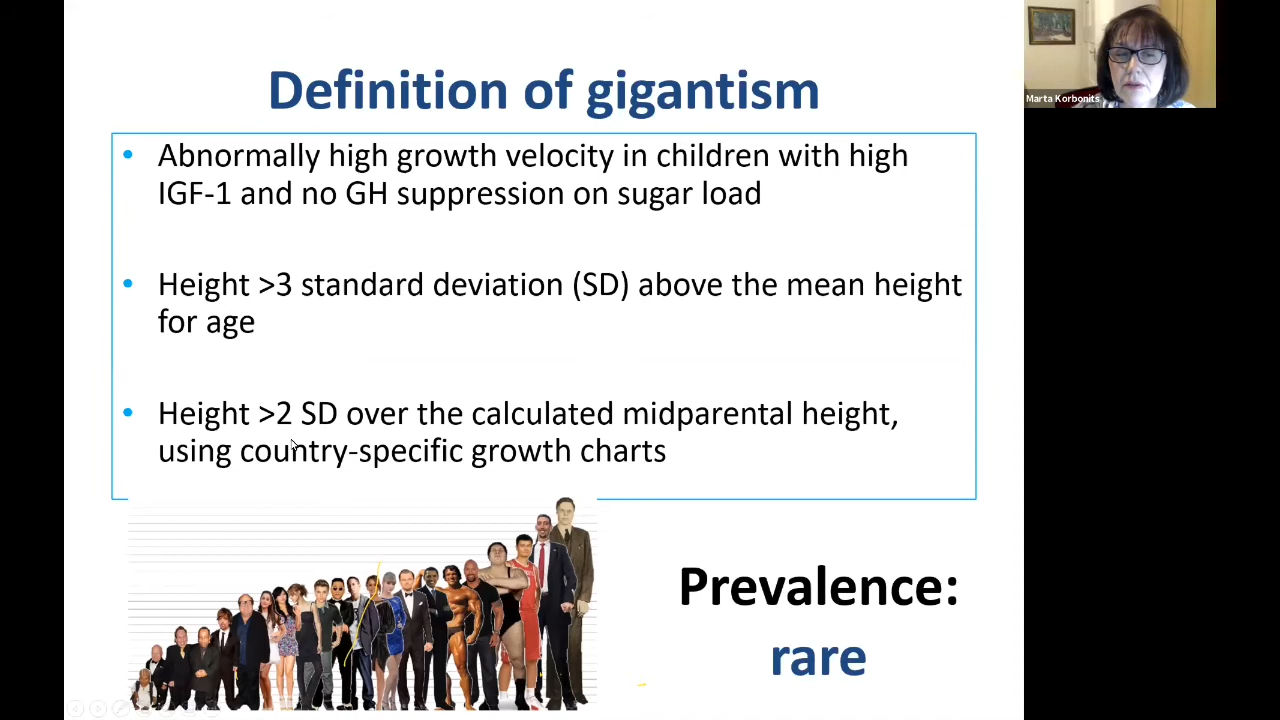 Definition of gigantism
• Abnormally high growth velocity in children with high
IGF-1 and no GH suppression on sugar load
• Height >3 standard deviation (SD) above the mean height
for age
• Height >2 SD over the calculated midparental height,
using country-specific growth charts
Prevalence:
rare
Marta Korbonits